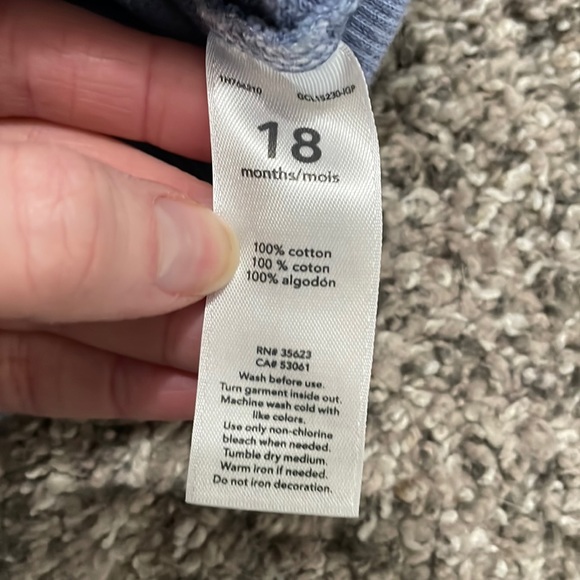 GCL15230-IGP
18
months/mois
100% cotton
100 % coton
100% algodón
RN# 35623
CA# 53061
Wash before use.
Turn garment inside out.
Machine wash cold with
like colors.
Use only non-chlorine
bleach when needed.
Tumble dry medium.
Warm iron if needed.
Do not iron decoration.